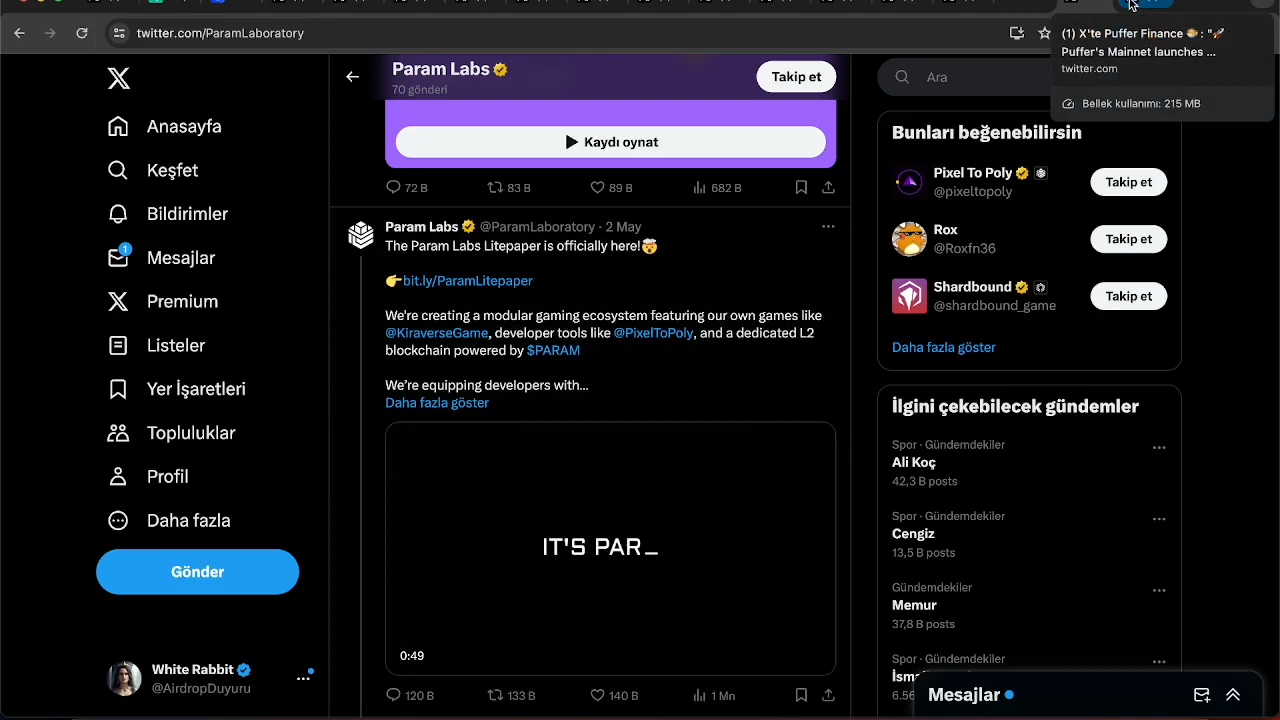 twitter.com/ParamLaboratory
(1) X'te Puffer Finance 🐡: "🚀
Puffer's Mainnet launches ...
twitter.com
Bellek kullanımı: 215 MB
Anasayfa
Keşfet
Bildirimler
1
Mesajlar
Premium
Listeler
Yer İşaretleri
Topluluklar
Profil
Daha fazla
Gönder
White Rabbit
@AirdropDuyuru
Param Labs
70 gönderi
Takip et
Kaydı oynat
72 B 83 B 89 B 682 B
Param Labs @ParamLaboratory · 2 May
The Param Labs Litepaper is officially here!🤯
👉bit.ly/ParamLitepaper
We're creating a modular gaming ecosystem featuring our own games like
@KiraverseGame, developer tools like @PixelToPoly, and a dedicated L2
blockchain powered by $PARAM
We're equipping developers with...
Daha fazla göster
IT'S PAR_
0:49
120 B 133 B 140 B 1 Mn
Ara
Bunları beğenebilirsin
Pixel To Poly
@pixeltopoly
Takip et
Rox
@Roxfn36
Takip et
Shardbound
@shardbound_game
Takip et
Daha fazla göster
İlgini çekebilecek gündemler
Spor · Gündemdekiler
Ali Koç
42,3 B posts
Spor · Gündemdekiler
Cengiz
13,5 B posts
Gündemdekiler
Memur
37,8 B posts
Spor · Gündemdekiler
Mesajlar